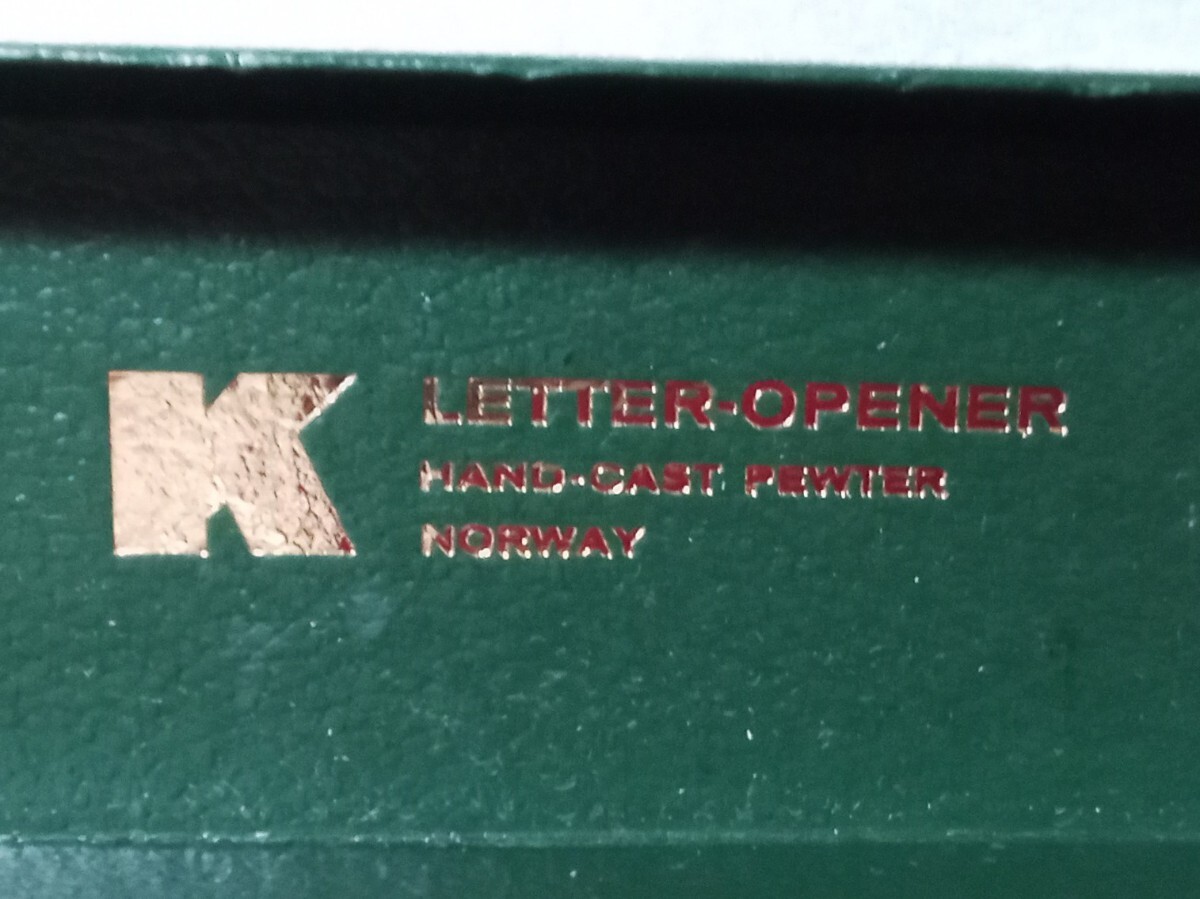 K
LETTER-OPENER
HAND-CAST PEWTER
NORWAY